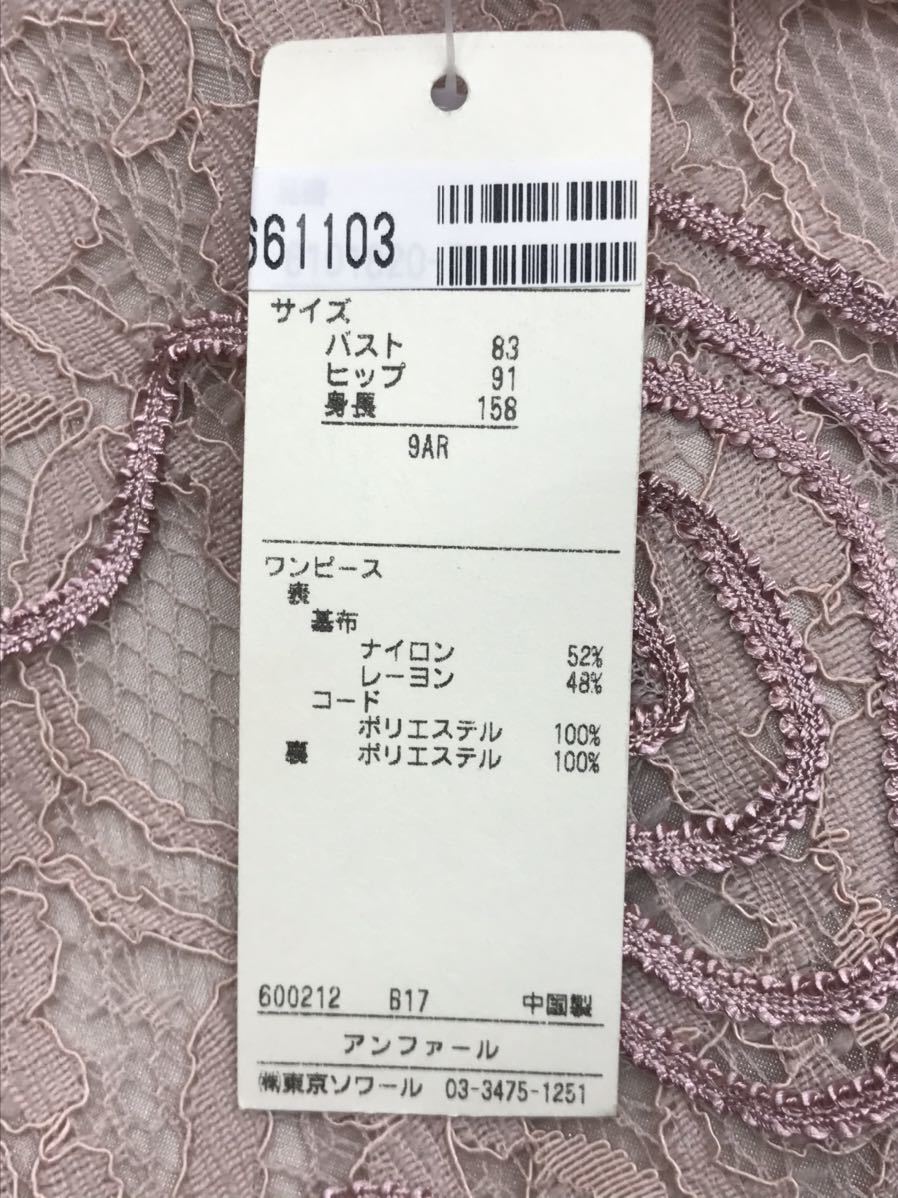 661103
サイズ
バスト 83
ヒップ 91
身長 158
9AR
ワンピース
表
基布
ナイロン 52%
レーヨン 48%
コード
ポリエステル 100%
裏 ポリエステル 100%
600212 B17 中国製
アンファール
㈱東京ソワール 03-3475-1251